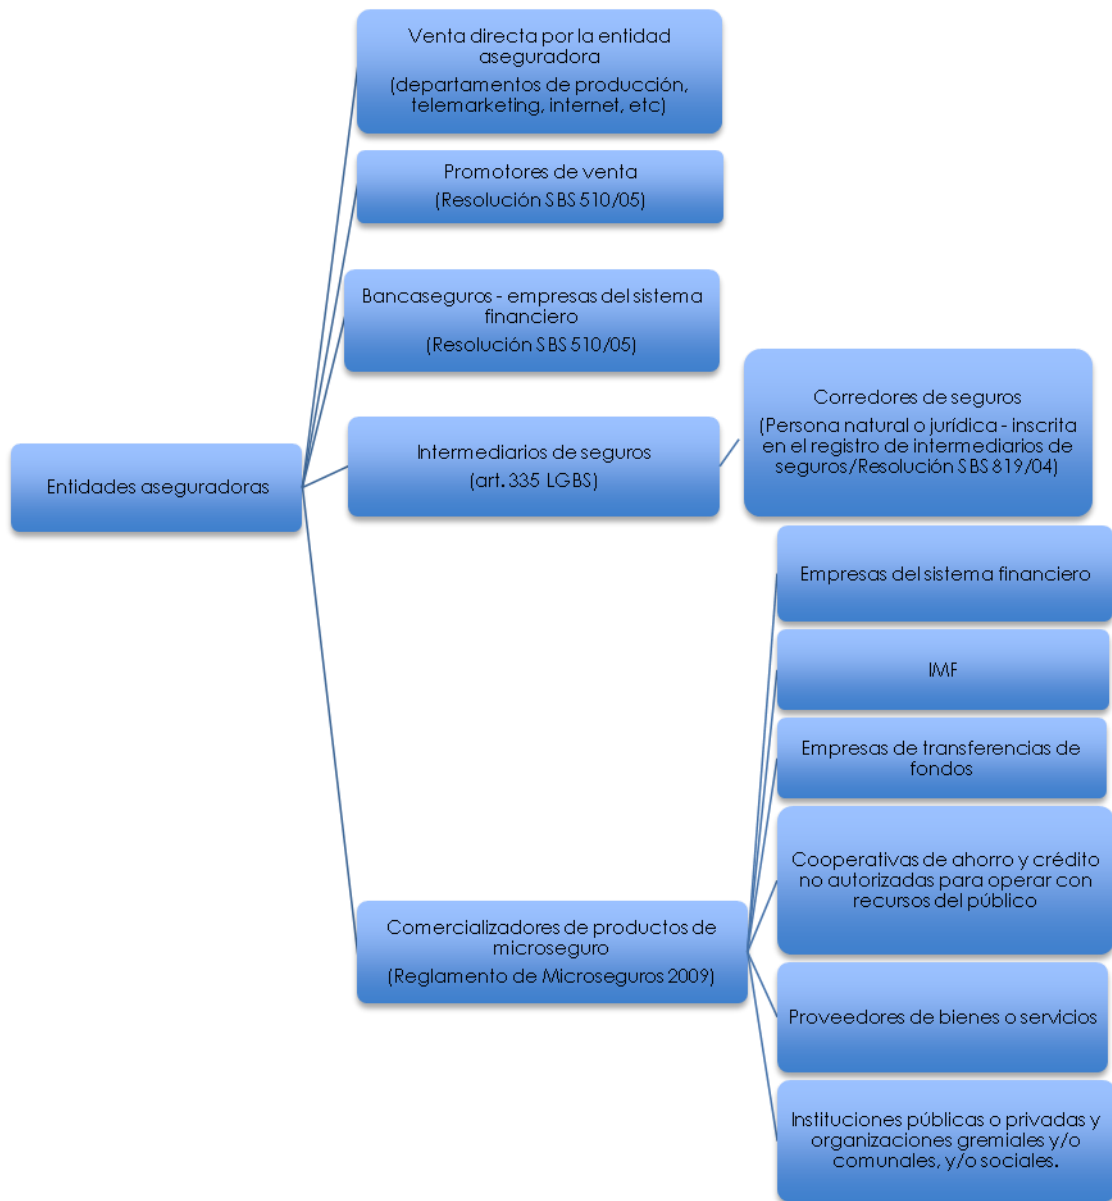 Venta directa por la entidad
aseguradora
(departamentos de producción,
telemarketing, internet, etc)
Promotores de venta
(Resolución SBS 510/05)
Bancaseguros - empresas del sistema
financiero
(Resolución SBS 510/05)
Corredores de seguros
(Persona natural o jurídica - inscrita
en el registro de intermediarios de
seguros/Resolución SBS 819/04)
Intermediarios de seguros
(art. 335 LGBS)
Entidades aseguradoras
Empresas del sistema financiero
IMF
Empresas de transferencias de
fondos
Cooperativas de ahorro y crédito
no autorizadas para operar con
recursos del público
Comercializadores de productos de
microseguro
(Reglamento de Microseguros 2009)
Proveedores de bienes o servicios
Instituciones públicas o privadas y
organizaciones gremiales y/o
comunales, y/o sociales.